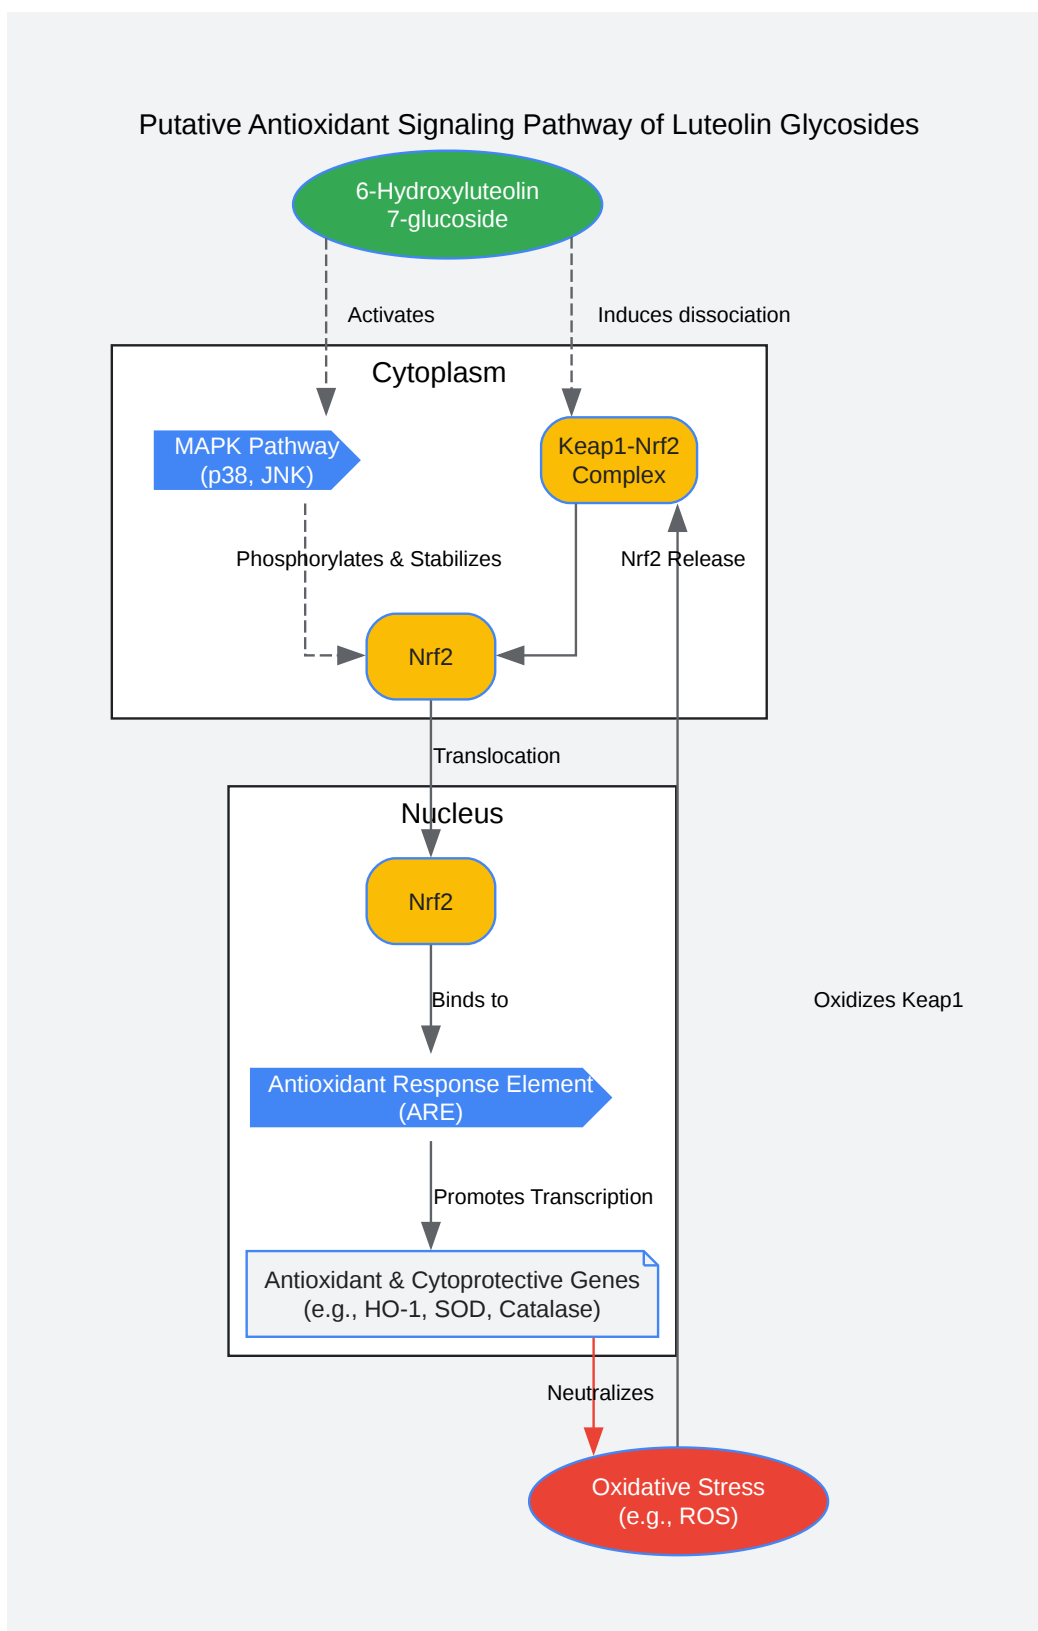 Putative Antioxidant Signaling Pathway of Luteolin Glycosides
6-Hydroxyluteolin
7-glucoside
Activates
Induces dissociation
Cytoplasm
MAPK Pathway
(p38, JNK)
Keap1-Nrf2
Complex
Phosphorylates & Stabilizes
Nrf2 Release
Nrf2
Translocation
Nucleus
Nrf2
Binds to
Oxidizes Keap1
Antioxidant Response Element
(ARE)
Promotes Transcription
Antioxidant & Cytoprotective Genes
(e.g., HO-1, SOD, Catalase)
Neutralizes
Oxidative Stress
(e.g., ROS)